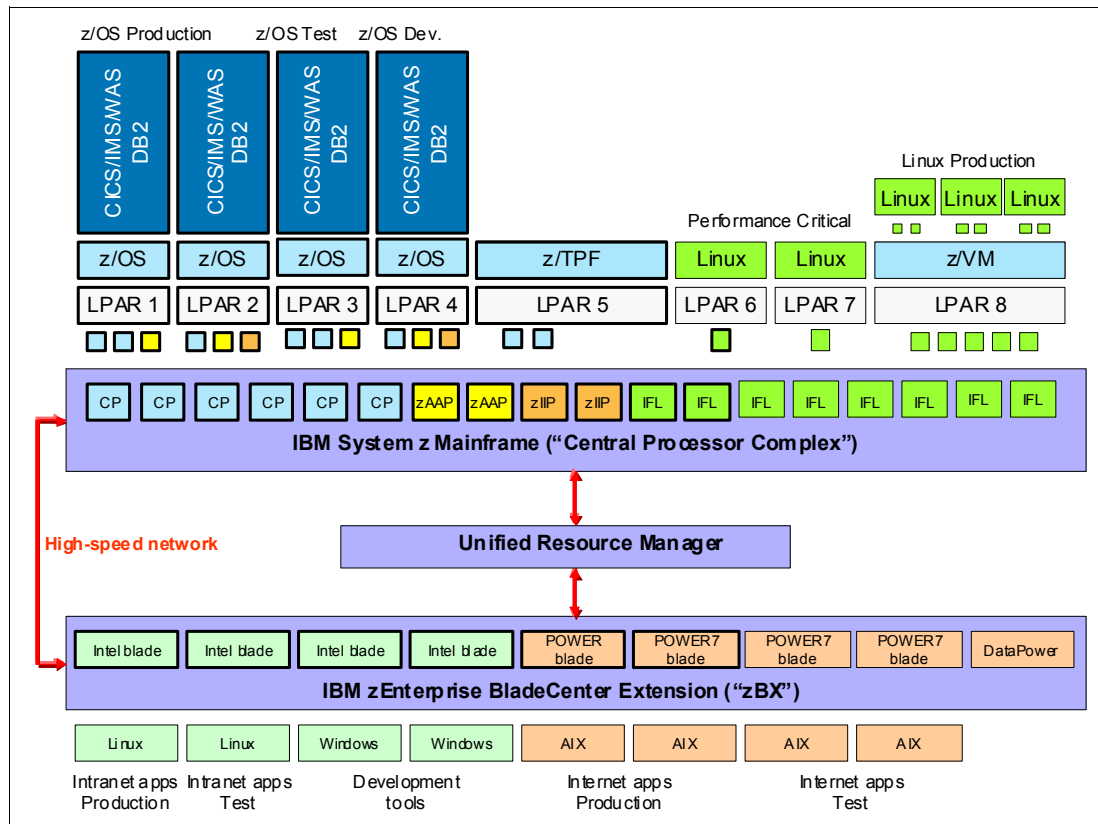 z/OS Production
z/OS Test
z/OS Dev.
CICS/IMS/WAS
DB2
CICS/IMS/WAS
DB2
CICS/IMS/WAS
DB2
CICS/IMS/WAS
DB2
Linux Production
Linux
Linux
Linux
Performance Critical
z/OS
z/OS
z/OS
z/OS
z/TPF
Linux
Linux
z/VM
LPAR 1
LPAR 2
LPAR 3
LPAR 4
LPAR 5
LPAR 6
LPAR 7
LPAR 8
CP
CP
CP
CP
CP
CP
zAAP
zAAP
zIIP
zIIP
IFL
IFL
IFL
IFL
IFL
IFL
IFL
IFL
IBM System z Mainframe (“Central Processor Complex”)
High-speed network
Unified Resource Manager
Intel blade
Intel blade
Intel blade
Intel blade
POWER
blade
POWER7
blade
POWER7
blade
POWER7
blade
DataPower
IBM zEnterprise BladeCenter Extension (“zBX”)
Linux
Linux
Windows
Windows
AIX
AIX
AIX
AIX
Intranet apps
Production
Intranet apps
Test
Development
tools
Internet apps
Production
Internet apps
Test